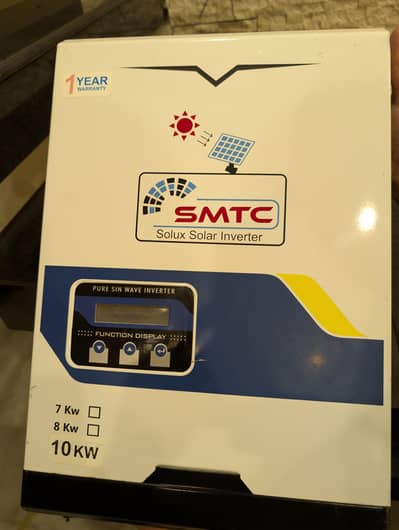 1 YEAR
WARRANTY
SMTC
Solux Solar Inverter
PURE SIN WAVE INVERTER
FUNCTION DISPLAY
7 Kw
8 Kw
10 KW